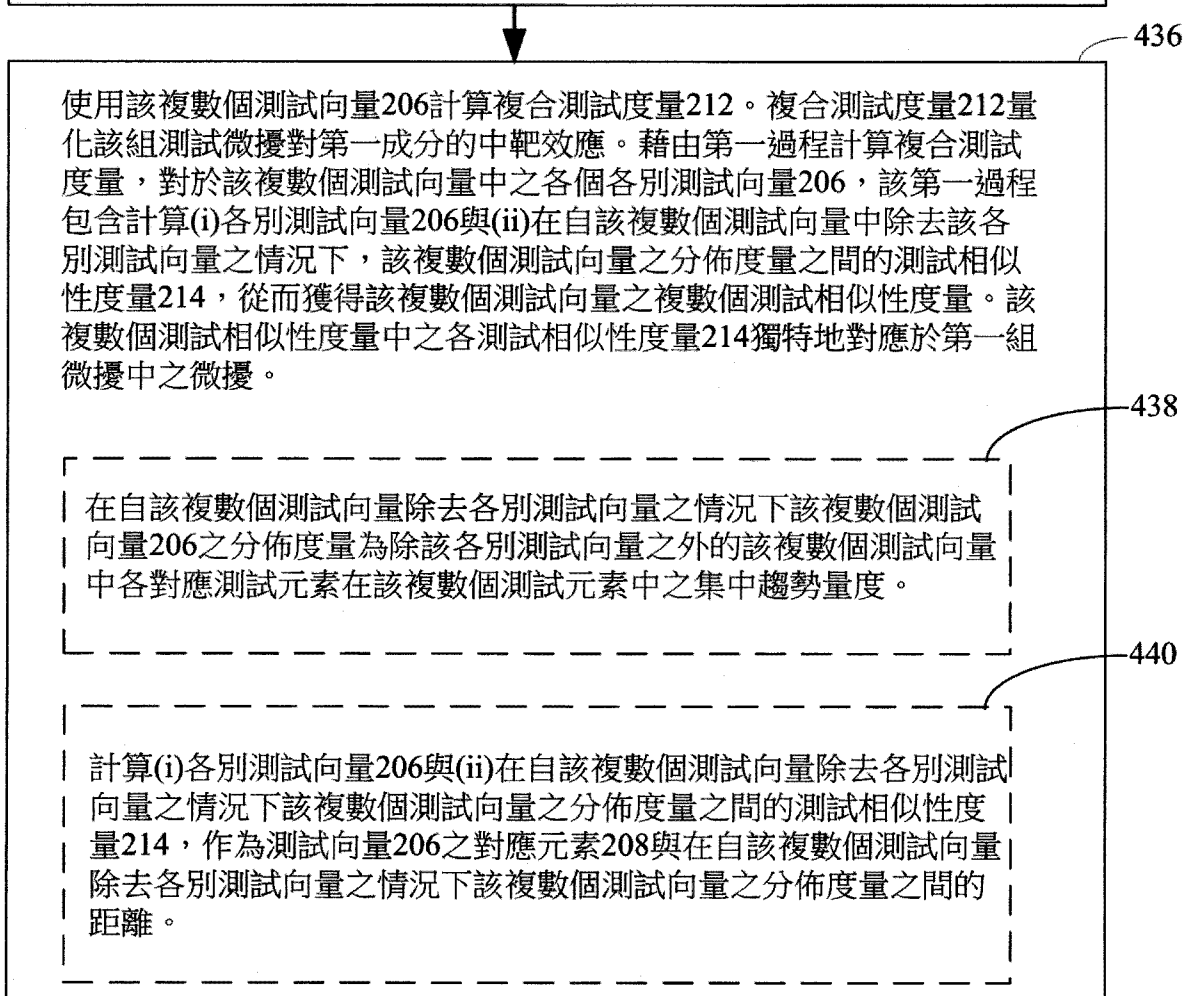 436
使用該複數個測試向量206計算複合測試度量212。複合測試度量212量
化該組測試微擾對第一成分的中靶效應。藉由第一過程計算複合測試
度量，對於該複數個測試向量中之各個各別測試向量206，該第一過程
包含計算(i)各別測試向量206與(ii)在自該複數個測試向量中除去該各
別測試向量之情況下，該複數個測試向量之分佈度量之間的測試相似
性度量214，從而獲得該複數個測試向量之複數個測試相似性度量。該
複數個測試相似性度量中之各測試相似性度量214獨特地對應於第一組
微擾中之微擾。
438
在自該複數個測試向量除去各別測試向量之情況下該複數個測試
向量206之分佈度量為除該各別測試向量之外的該複數個測試向量
中各對應測試元素在該複數個測試元素中之集中趨勢量度。
440
計算(i)各別測試向量206與(ii)在自該複數個測試向量除去各別測試
向量之情況下該複數個測試向量之分佈度量之間的測試相似性度
量214，作為測試向量206之對應元素208與在自該複數個測試向量
除去各別測試向量之情況下該複數個測試向量之分佈度量之間的
距離。